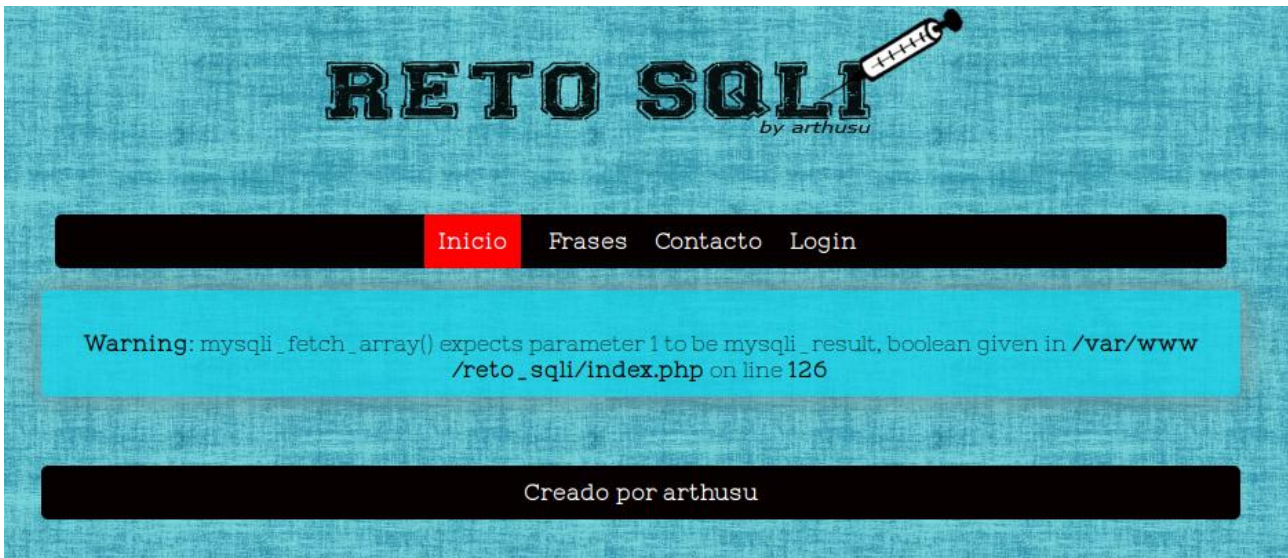 RETO SQLI
by arthusu
Inicio Frases Contacto Login
Warning: mysqli_fetch_array() expects parameter 1 to be mysqli_result, boolean given in /var/www
/reto_sqli/index.php on line 126
Creado por arthusu